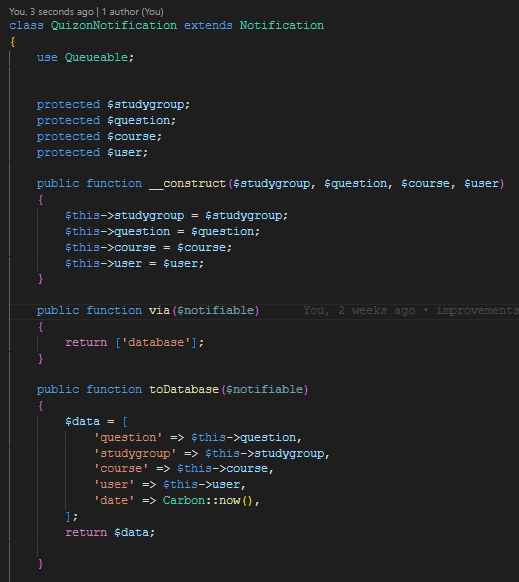 You, 3 seconds ago | 1 author (You)
class QuizonNotification extends Notification
{
    use Queueable;


    protected $studygroup;
    protected $question;
    protected $course;
    protected $user;

    public function __construct($studygroup, $question, $course, $user)
    {
        $this->studygroup = $studygroup;
        $this->question = $question;
        $this->course = $course;
        $this->user = $user;
    }

    public function via($notifiable)      You, 2 weeks ago • improvements
    {
        return ['database'];
    }

    public function toDatabase($notifiable)
    {
        $data = [
            'question' => $this->question,
            'studygroup' => $this->studygroup,
            'course' => $this->course,
            'user' => $this->user,
            'date' => Carbon::now(),
        ];
        return $data;

    }